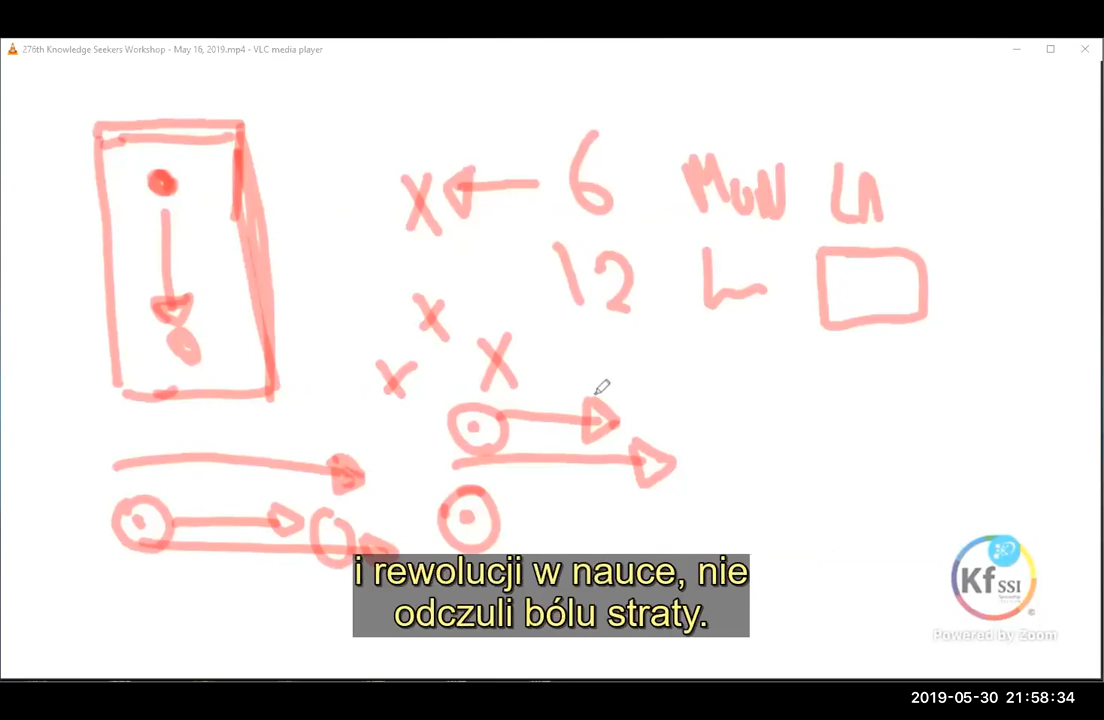 276th Knowledge Seekers Workshop - May 16, 2019.mp4 - VLC media player
X 6 MUN
12
X
X X
i rewolucji w nauce, nie
odczuli bólu straty.
Kf SSI
Powered by Zoom
2019-05-30 21:58:34